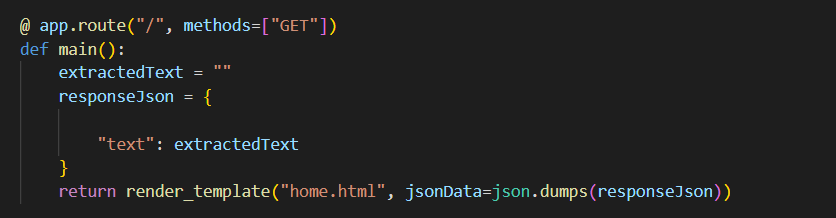 @ app.route("/", methods=["GET"])
def main():
    extractedText = ""
    responseJson = {

        "text": extractedText
    }
    return render_template("home.html", jsonData=json.dumps(responseJson))